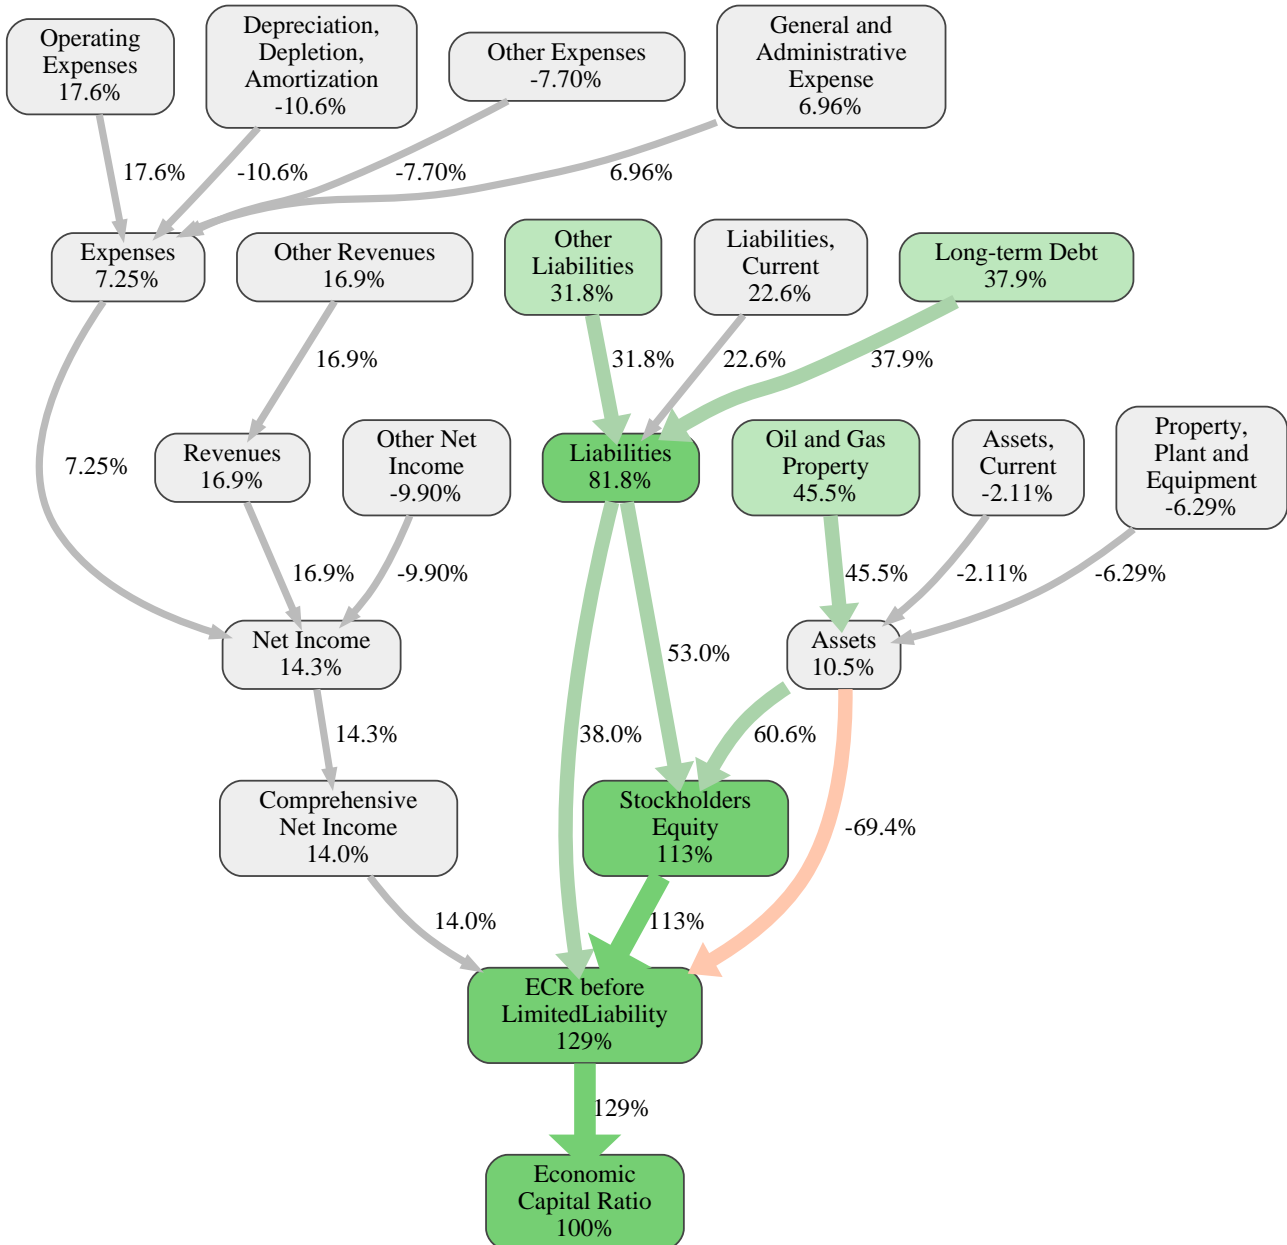 Operating
Expenses
17.6%
Depreciation,
Depletion,
Amortization
-10.6%
Other Expenses
-7.70%
General and
Administrative
Expense
6.96%
17.6%
-10.6%
-7.70%
6.96%
Expenses
7.25%
Other Revenues
16.9%
Other
Liabilities
31.8%
Liabilities,
Current
22.6%
Long-term Debt
37.9%
16.9%
31.8%
22.6%
37.9%
7.25%
Revenues
16.9%
Other Net
Income
-9.90%
Liabilities
81.8%
Oil and Gas
Property
45.5%
Assets,
Current
-2.11%
Property,
Plant and
Equipment
-6.29%
16.9%
-9.90%
45.5%
-2.11%
-6.29%
Net Income
14.3%
53.0%
Assets
10.5%
14.3%
38.0%
60.6%
Comprehensive
Net Income
14.0%
Stockholders
Equity
113%
-69.4%
14.0%
113%
ECR before
LimitedLiability
129%
129%
Economic
Capital Ratio
100%